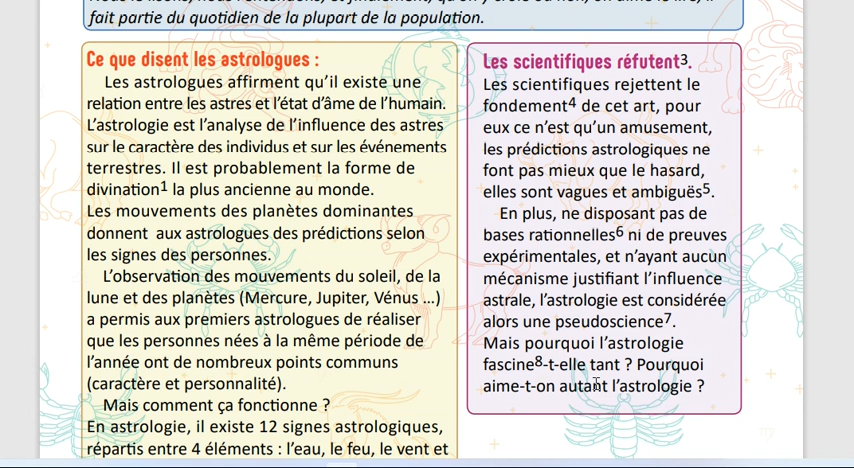 fait partie du quotidien de la plupart de la population.
Ce que disent les astrologues :
Les astrologues affirment qu'il existe une
relation entre les astres et l'état d'âme de l'humain.
L'astrologie est l'analyse de l'influence des astres
sur le caractère des individus et sur les événements
terrestres. Il est probablement la forme de
divination1 la plus ancienne au monde.
Les mouvements des planètes dominantes
donnent aux astrologues des prédictions selon
les signes des personnes.
L'observation des mouvements du soleil, de la
lune et des planètes (Mercure, Jupiter, Vénus ...)
a permis aux premiers astrologues de réaliser
que les personnes nées à la même période de
l'année ont de nombreux points communs
(caractère et personnalité).
Mais comment ça fonctionne ?
En astrologie, il existe 12 signes astrologiques,
répartis entre 4 éléments : l'eau, le feu, le vent et
Les scientifiques réfutent3.
Les scientifiques rejettent le
fondement4 de cet art, pour
eux ce n'est qu'un amusement,
les prédictions astrologiques ne
font pas mieux que le hasard,
elles sont vagues et ambiguës5.
En plus, ne disposant pas de
bases rationnelles6 ni de preuves
expérimentales, et n'ayant aucun
mécanisme justifiant l'influence
astrale, l'astrologie est considérée
alors une pseudoscience7.
Mais pourquoi l'astrologie
fascine8-t-elle tant ? Pourquoi
aime-t-on autant l'astrologie ?